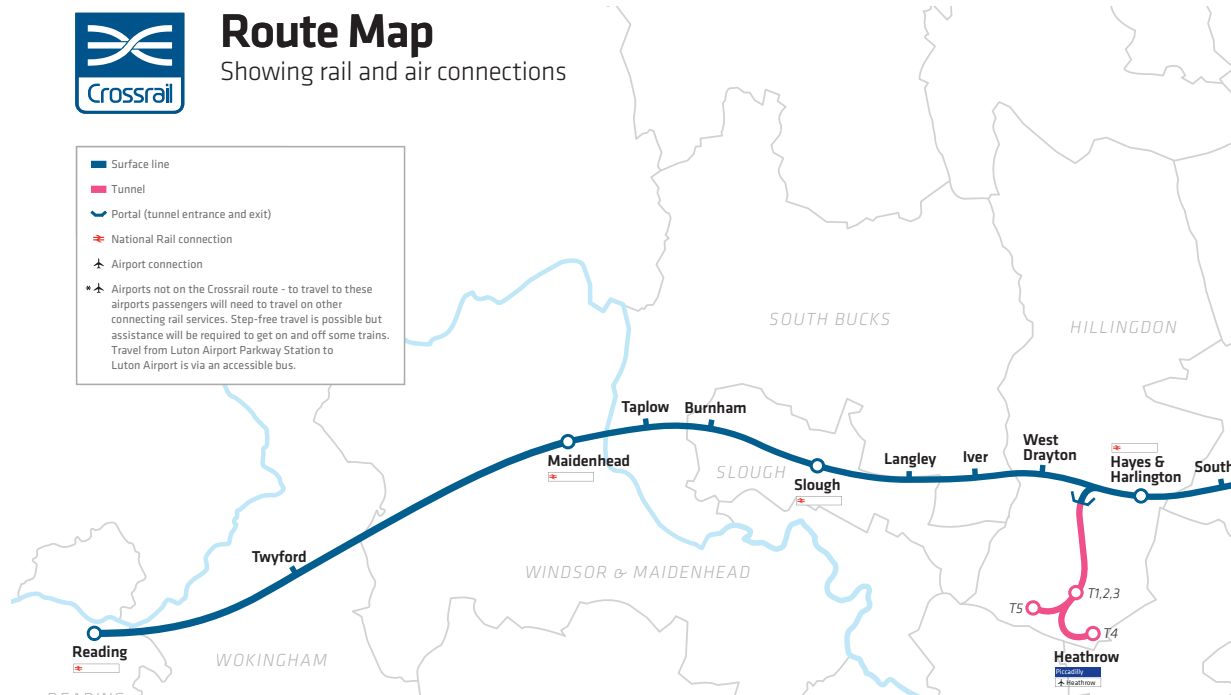 Crossrail
Route Map
Showing rail and air connections
Surface line
Tunnel
Portal (tunnel entrance and exit)
National Rail connection
Airport connection
* Airports not on the Crossrail route - to travel to these
airports passengers will need to travel on other
connecting rail services. Step-free travel is possible but
assistance will be required to get on and off some trains.
Travel from Luton Airport Parkway Station to
Luton Airport is via an accessible bus.
SOUTH BUCKS
HILLINGDON
Taplow
Burnham
Maidenhead
SLOUGH
Slough
Langley
Iver
West
Drayton
Hayes &
Harlington
South
Twyford
WINDSOR & MAIDENHEAD
T1,2,3
T5
T4
Reading
WOKINGHAM
Heathrow
Piccadilly
Heathrow
READING